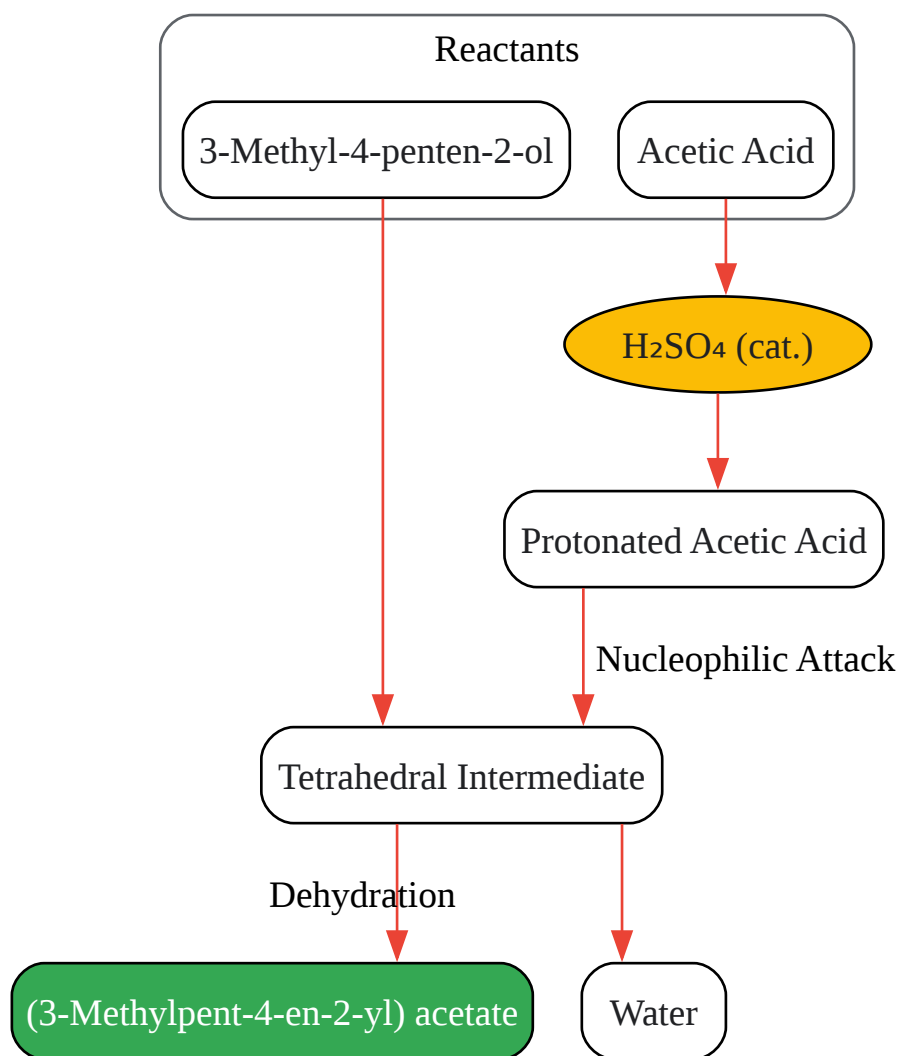 Reactants
3-Methyl-4-penten-2-ol
Acetic Acid
H₂SO₄ (cat.)
Protonated Acetic Acid
Nucleophilic Attack
Tetrahedral Intermediate
Dehydration
(3-Methylpent-4-en-2-yl) acetate
Water